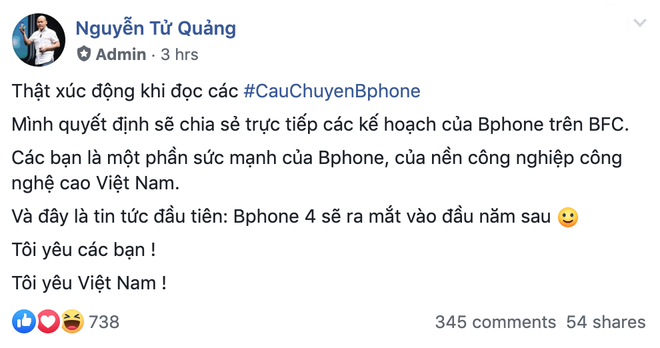 Nguyễn Tử Quảng
Admin · 3 hrs
Thật xúc động khi đọc các #CauChuyenBphone
Mình quyết định sẽ chia sẻ trực tiếp các kế hoạch của Bphone trên BFC.
Các bạn là một phần sức mạnh của Bphone, của nền công nghiệp công
nghệ cao Việt Nam.
Và đây là tin tức đầu tiên: Bphone 4 sẽ ra mắt vào đầu năm sau 🙂
Tôi yêu các bạn !
Tôi yêu Việt Nam !
738 345 comments 54 shares